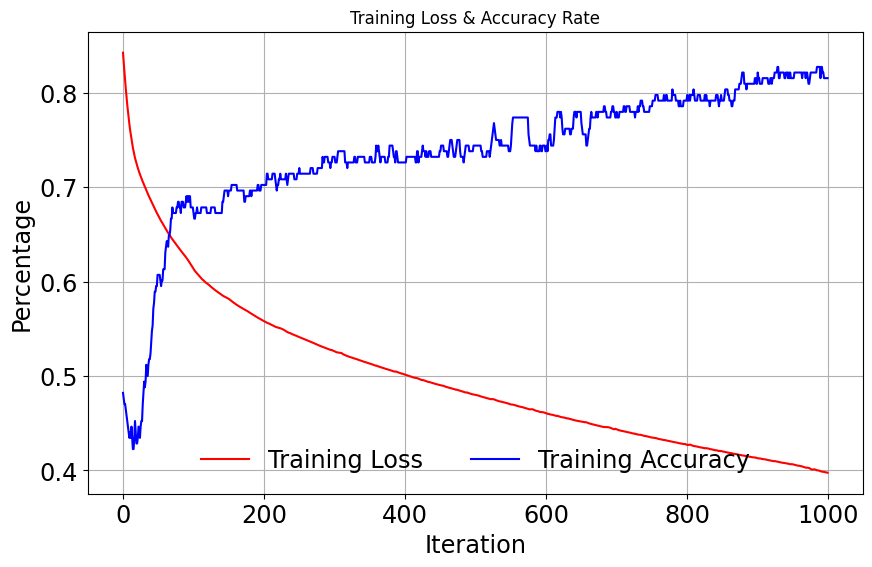 Training Loss & Accuracy Rate
Percentage
0.8
0.7
0.6
0.5
0.4
Training Loss Training Accuracy
0 200 400 600 800 1000
Iteration